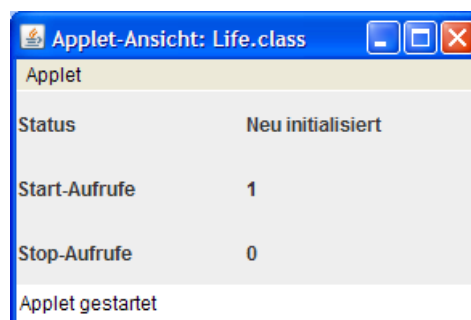 Applet-Ansicht: Life.class
Applet
Status Neu initialisiert
Start-Aufrufe 1
Stop-Aufrufe 0
Applet gestartet